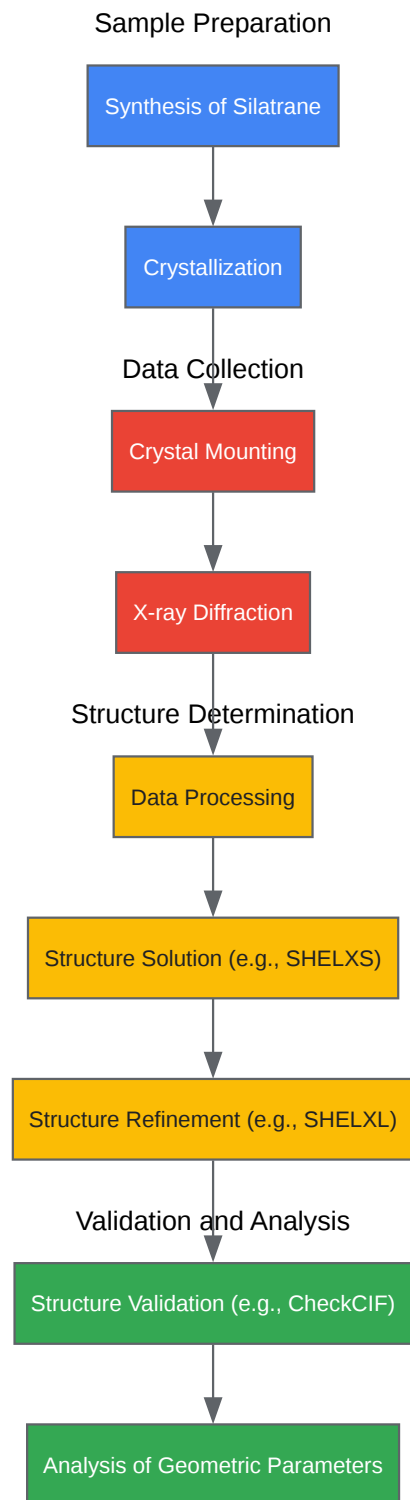 Sample Preparation
Synthesis of Silatrane
Crystallization
Data Collection
Crystal Mounting
X-ray Diffraction
Structure Determination
Data Processing
Structure Solution (e.g., SHELXS)
Structure Refinement (e.g., SHELXL)
Validation and Analysis
Structure Validation (e.g., CheckCIF)
Analysis of Geometric Parameters